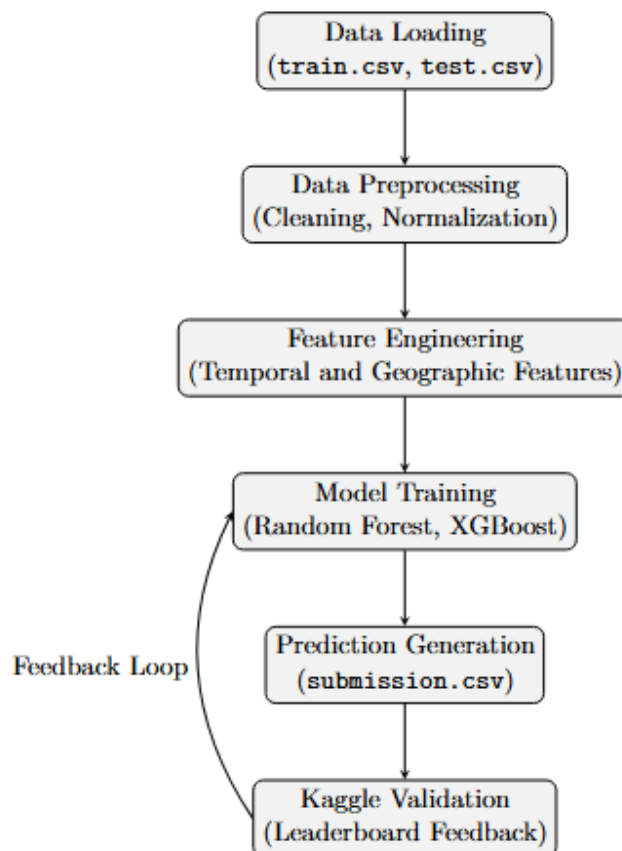 Data Loading
(train.csv, test.csv)
Data Preprocessing
(Cleaning, Normalization)
Feature Engineering
(Temporal and Geographic Features)
Model Training
(Random Forest, XGBoost)
Feedback Loop
Prediction Generation
(submission.csv)
Kaggle Validation
(Leaderboard Feedback)